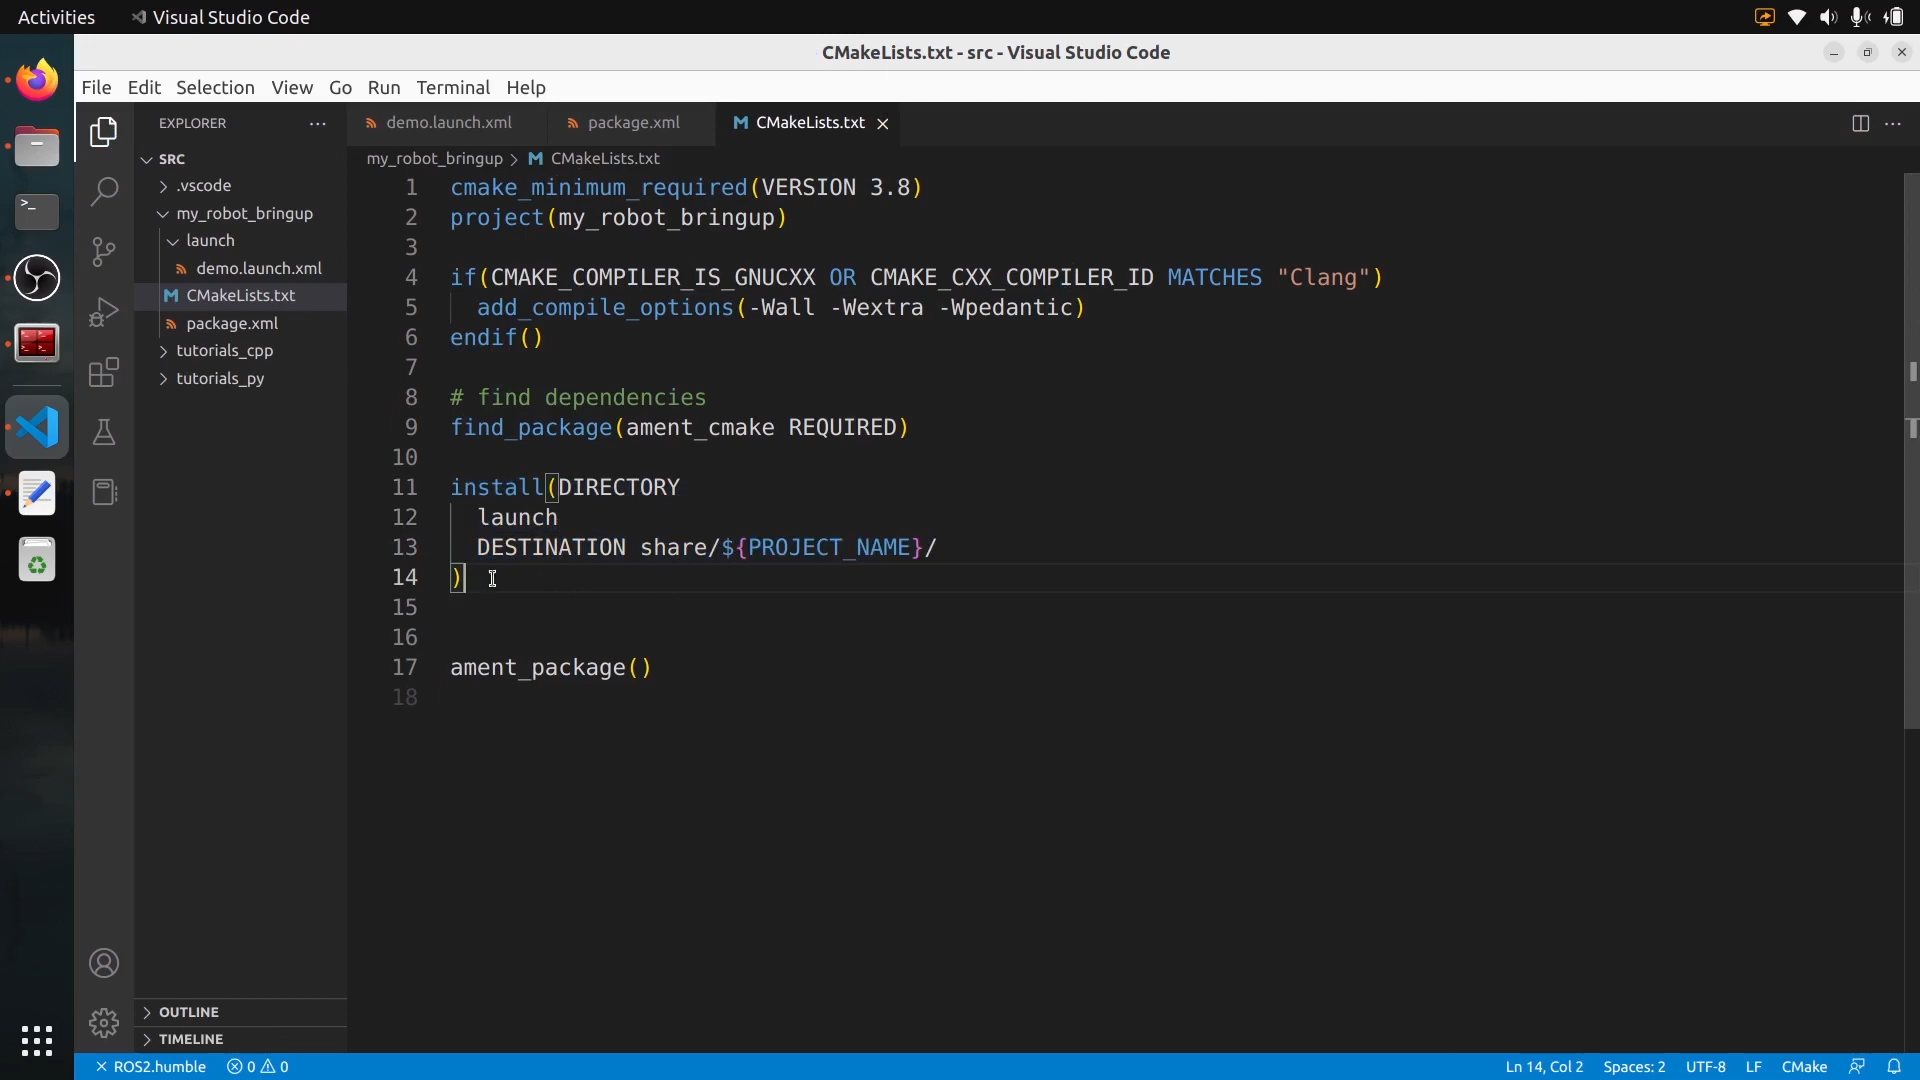 Activities Visual Studio Code
CMakeLists.txt - src - Visual Studio Code
File Edit Selection View Go Run Terminal Help
EXPLORER
SRC
.vscode
my_robot_bringup
launch
demo.launch.xml
CMakeLists.txt
package.xml
tutorials_cpp
tutorials_py
OUTLINE
TIMELINE
demo.launch.xml package.xml CMakeLists.txt
my_robot_bringup > CMakeLists.txt
1 cmake_minimum_required(VERSION 3.8)
2 project(my_robot_bringup)
3
4 if(CMAKE_COMPILER_IS_GNUCXX OR CMAKE_CXX_COMPILER_ID MATCHES "Clang")
5 add_compile_options(-Wall -Wextra -Wpedantic)
6 endif()
7
8 # find dependencies
9 find_package(ament_cmake REQUIRED)
10
11 install(DIRECTORY
12 launch
13 DESTINATION share/${PROJECT_NAME}/
14 )
15
16
17 ament_package()
18
ROS2.humble 0 0 Ln 14, Col 2 Spaces: 2 UTF-8 LF CMake